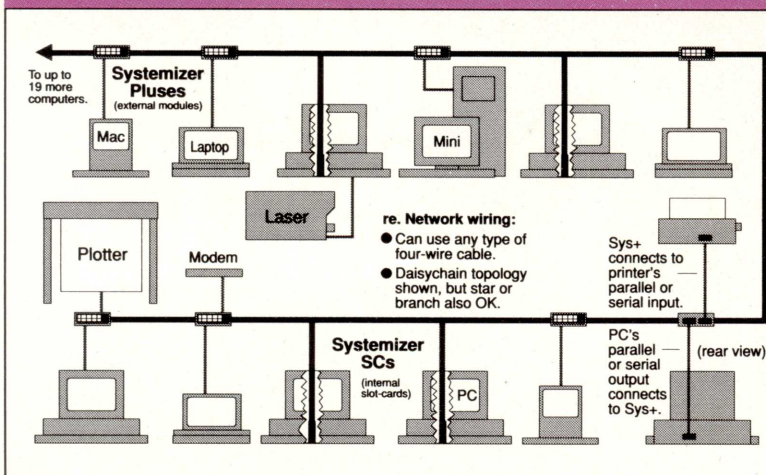 To up to
19 more
computers.
Systemizer
Pluses
(external modules)
Mac
Laptop
Mini
Laser
re. Network wiring:
● Can use any type of
four-wire cable.
● Daisychain topology
shown, but star or
branch also OK.
Sys+
connects to
printer's
parallel or
serial input.
Plotter
Modem
Systemizer
SCs
(internal
slot-cards)
PC
PC's
parallel
or serial
output
connects
to Sys+.
(rear view)